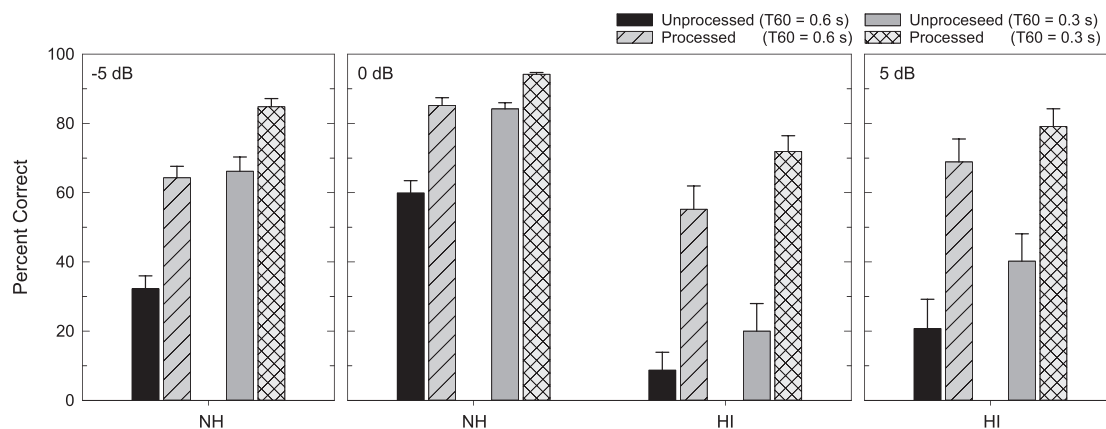 Unprocessed (T60 = 0.6 s) Unproceseed (T60 = 0.3 s)
Processed (T60 = 0.6 s) Processed (T60 = 0.3 s)
-5 dB 0 dB 5 dB
100
80
60
40
20
0
Percent Correct
NH NH HI HI